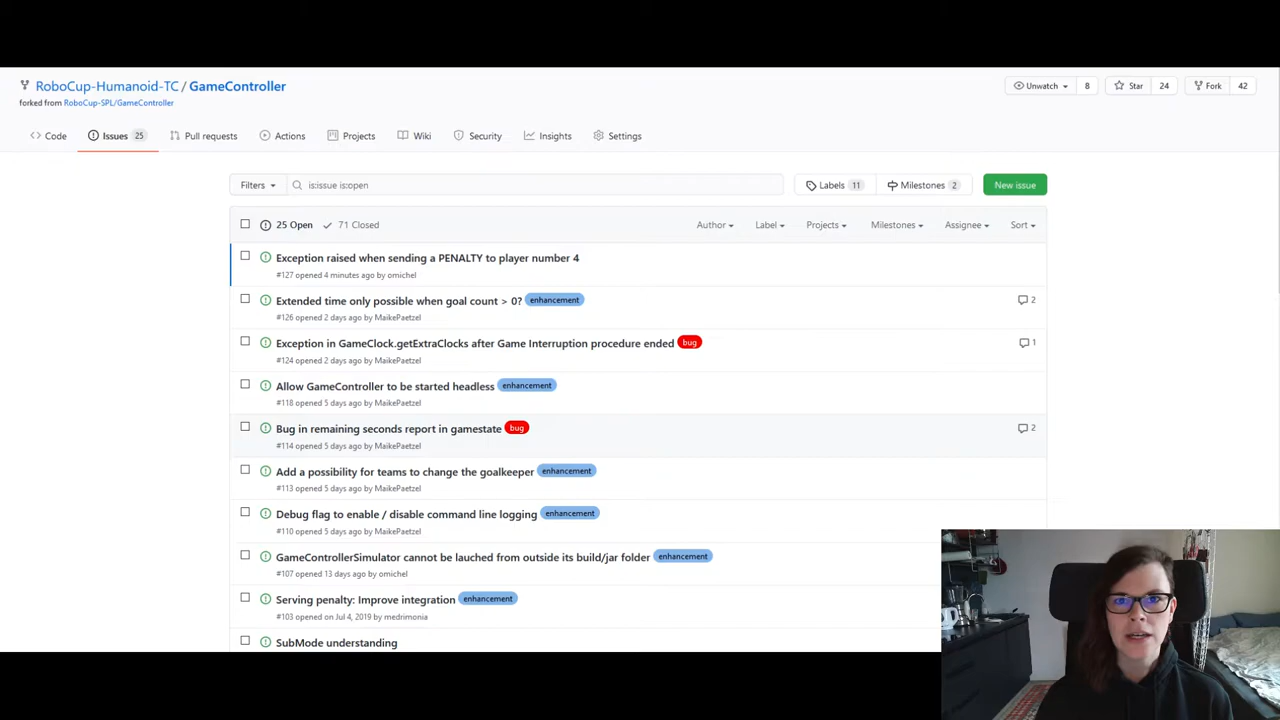 RoboCup-Humanoid-TC / GameController
forked from RoboCup-SPL/GameController
Unwatch 8
Star 24
Fork 42
Code
Issues 25
Pull requests
Actions
Projects
Wiki
Security
Insights
Settings
Filters
is:issue is:open
Labels 11
Milestones 2
New issue
25 Open
71 Closed
Author
Label
Projects
Milestones
Assignee
Sort
Exception raised when sending a PENALTY to player number 4
#127 opened 4 minutes ago by omichel
Extended time only possible when goal count > 0? enhancement
2
#126 opened 2 days ago by MaikePaetzel
Exception in GameClock.getExtraClocks after Game Interruption procedure ended bug
1
#124 opened 2 days ago by MaikePaetzel
Allow GameController to be started headless enhancement
#118 opened 5 days ago by MaikePaetzel
Bug in remaining seconds report in gamestate bug
2
#114 opened 5 days ago by MaikePaetzel
Add a possibility for teams to change the goalkeeper enhancement
#113 opened 5 days ago by MaikePaetzel
Debug flag to enable / disable command line logging enhancement
#110 opened 5 days ago by MaikePaetzel
GameControllerSimulator cannot be lauched from outside its build/jar folder enhancement
#107 opened 13 days ago by omichel
Serving penalty: Improve integration enhancement
#103 opened on Jul 4, 2019 by medrimonia
SubMode understanding